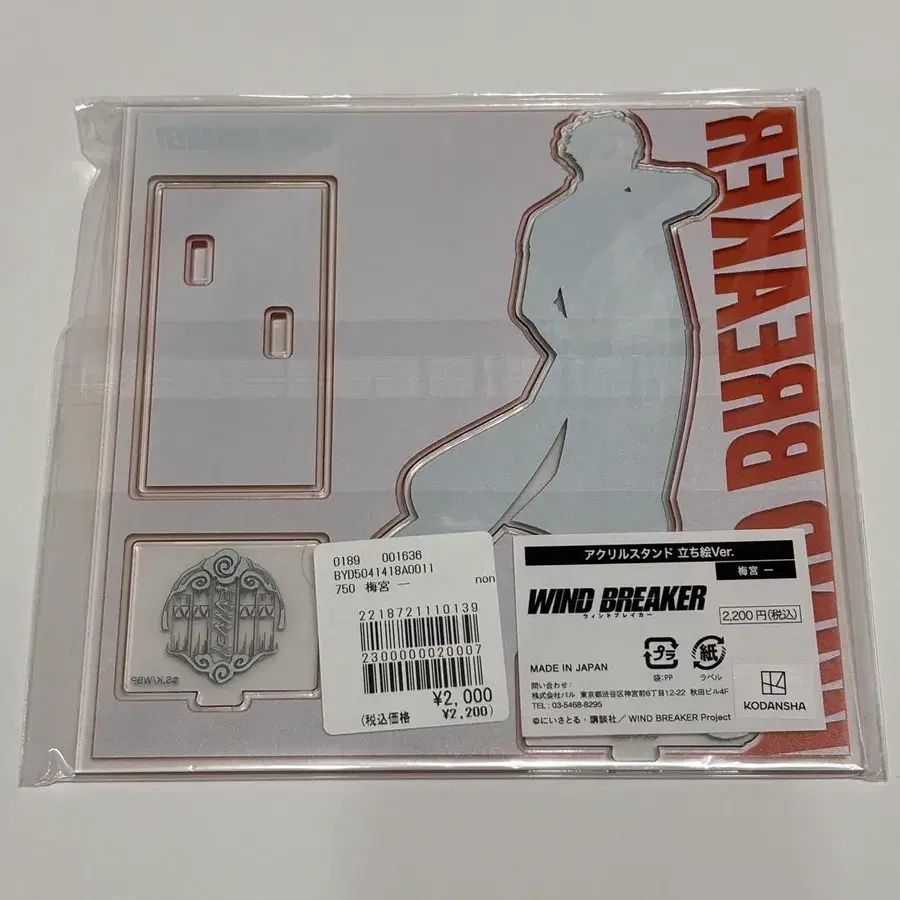 WIND BREAKER
WIND BREAKER
©S.K/WBP
0189 001636
BYD5041418A0011
750 梅宮 一 non
2218721110139
2300000020007
¥2,000
(税込価格 ¥2,200)
アクリルスタンド 立ち絵Ver.
梅宮 一
WIND BREAKER
ウィンドブレイカー
2,200円(税込)
プラ
袋:PP
紙
ラベル
MADE IN JAPAN
問い合わせ:
株式会社パル 東京都渋谷区神宮前6丁目12-22 秋田ビル4F
TEL : 03-5468-8295
©にいさとる・講談社/ WIND BREAKER Project
KODANSHA